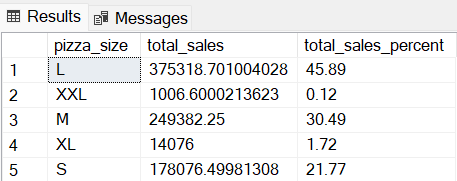 Results Messages
pizza_size total_sales total_sales_percent
1 L 375318.701004028 45.89
2 XXL 1006.6000213623 0.12
3 M 249382.25 30.49
4 XL 14076 1.72
5 S 178076.49981308 21.77